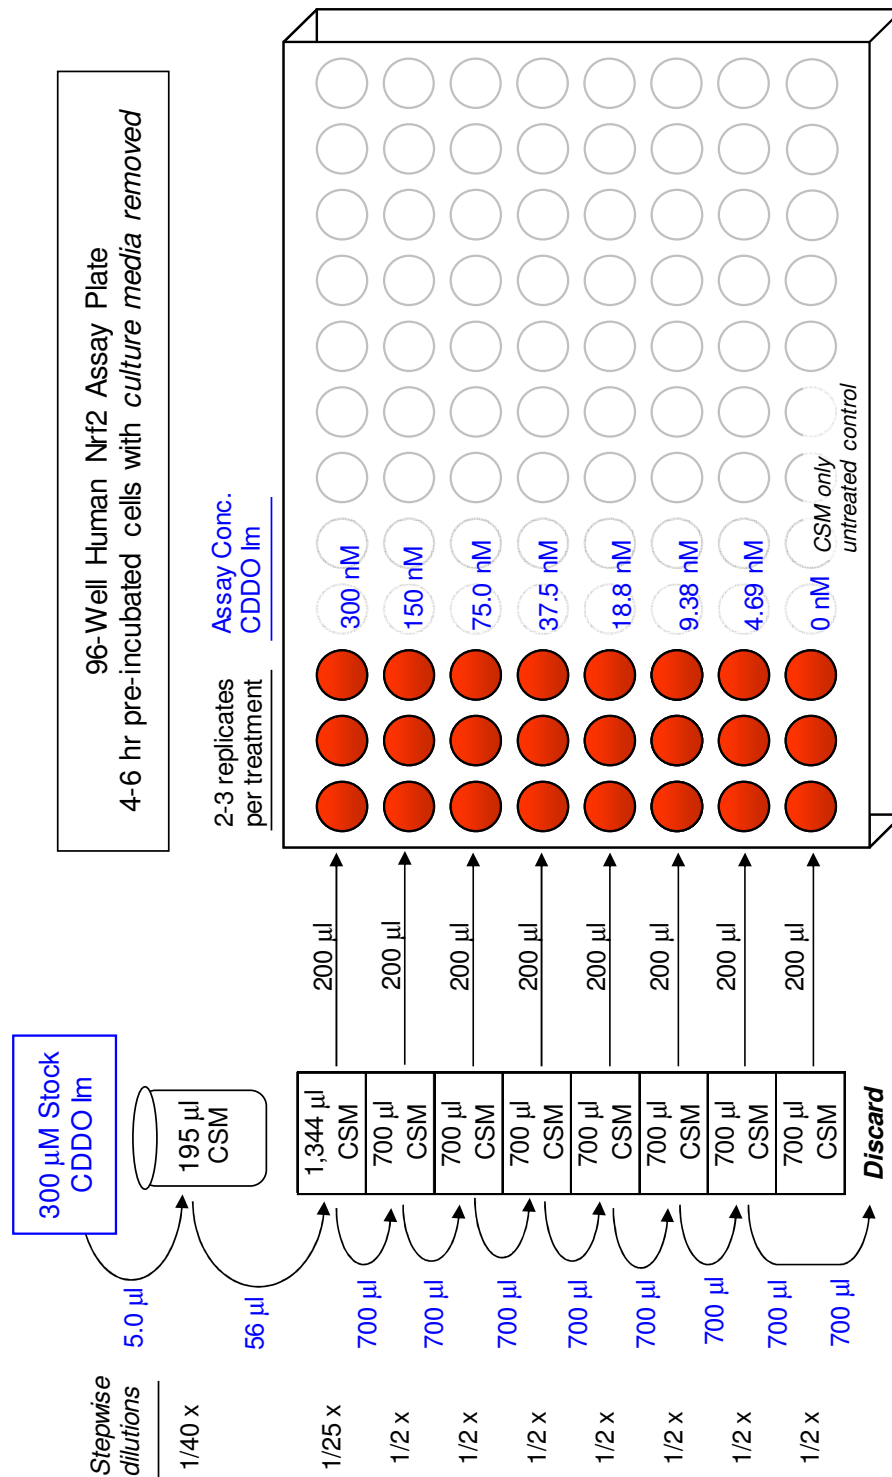 96-Well Human Nrf2 Assay Plate
4-6 hr pre-incubated cells with culture media removed
300 µM Stock
CDDO Im
Stepwise
dilutions
1/40 x
5.0 µl
195 µl
CSM
56 µl
2-3 replicates
per treatment
Assay Conc.
CDDO Im
1/25 x
1,344 µl
CSM
200 µl
300 nM
1/2 x
700 µl
700 µl
CSM
200 µl
150 nM
1/2 x
700 µl
700 µl
CSM
200 µl
75.0 nM
1/2 x
700 µl
700 µl
CSM
200 µl
37.5 nM
1/2 x
700 µl
700 µl
CSM
200 µl
18.8 nM
1/2 x
700 µl
700 µl
CSM
200 µl
9.38 nM
1/2 x
700 µl
700 µl
CSM
200 µl
4.69 nM
1/2 x
700 µl
700 µl
CSM
200 µl
0 nM
CSM only
untreated control
700 µl
Discard